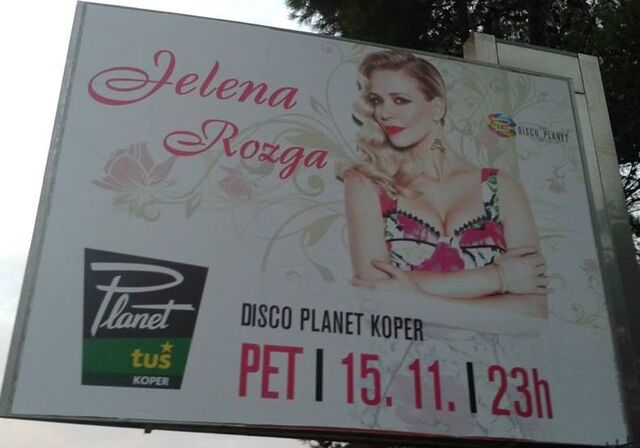 Jelena
Rozga
DISCO PLANET
Planet
tuš
KOPER
DISCO PLANET KOPER
PET | 15. 11. | 23h